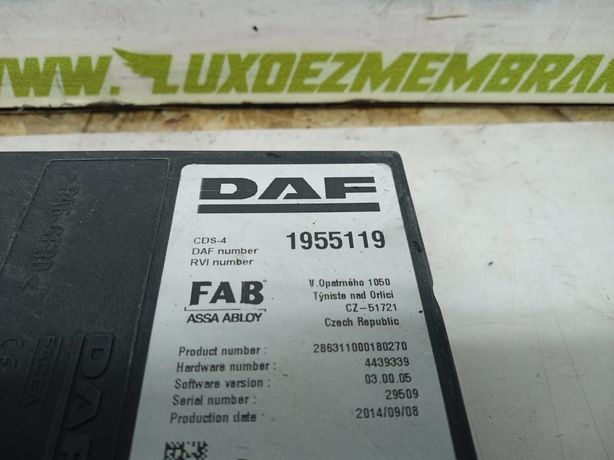 WWW.LUXDEZMEMBRA
DAF
CDS-4
DAF number 1955119
RVI number
FAB
ASSA ABLOY
V.Opatrného 1050
Týniste nad Orlicí
CZ-51721
Czech Republic
Product number : 286311000180270
Hardware number : 4439339
Software version : 03.00.05
Serial number : 29509
Production date : 2014/09/08
DA